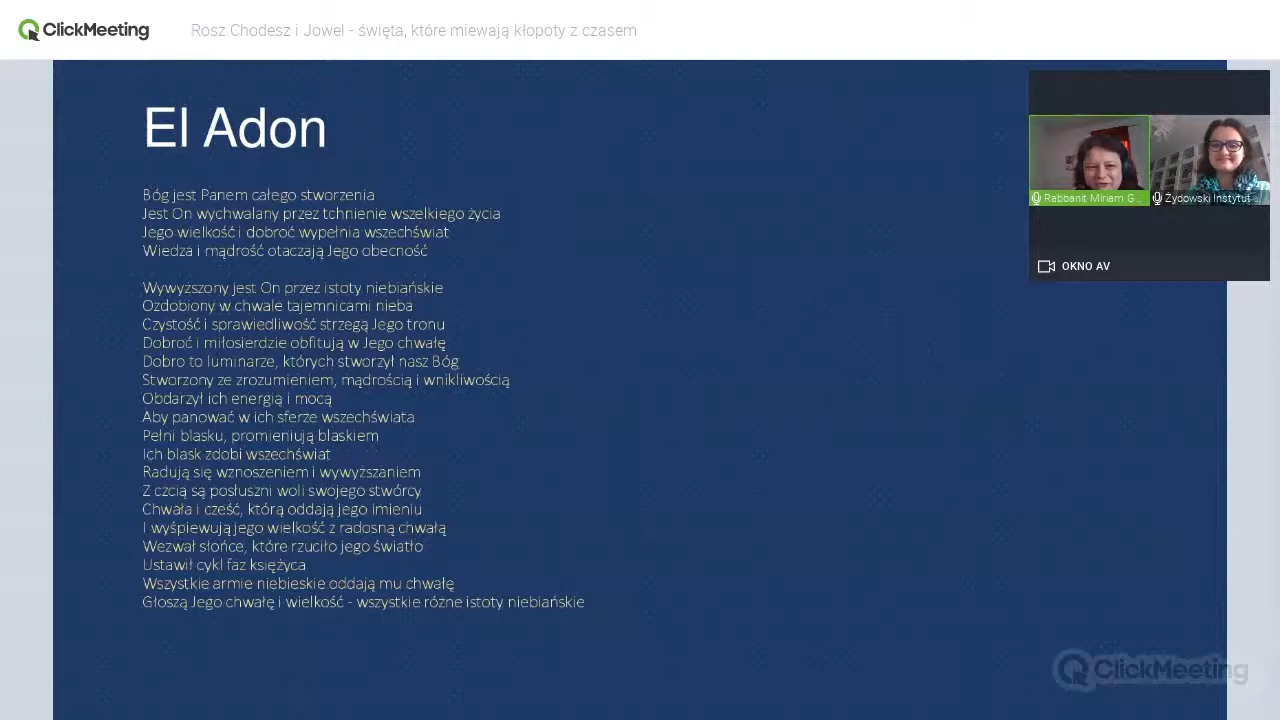 ClickMeeting
Rosz Chodesz i Jowel - święta, które miewają kłopoty z czasem
El Adon
Bóg jest Panem całego stworzenia
Jest On wychwalany przez tchnienie wszelkiego życia
Jego wielkość i dobroć wypełnia wszechświat
Wiedza i mądrość otaczają Jego obecność
Wywyższony jest On przez istoty niebiańskie
Ozdobiony w chwale tajemnicami nieba
Czystość i sprawiedliwość strzegą Jego tronu
Dobroć i miłosierdzie obfitują w Jego chwałę
Dobro to luminarze, których stworzył nasz Bóg
Stworzony ze zrozumieniem, mądrością i wnikliwością
Obdarzył ich energią i mocą
Aby panować w ich sferze wszechświata
Pełni blasku, promieniują blaskiem
Ich blask zdobi wszechświat
Radują się wznoszeniem i wywyższaniem
Z czcią są posłuszni woli swojego stwórcy
Chwała i cześć, którą oddają jego imieniu
I wyśpiewują jego wielkość z radosną chwałą
Wezwał słońce, które rzuciło jego światło
Ustawił cykl faz księżyca
Wszystkie armie niebieskie oddają mu chwałę
Głoszą Jego chwałę i wielkość - wszystkie różne istoty niebiańskie
Rabbanit Miriam G...
Żydowski Instytut ...
OKNO AV
ClickMeeting